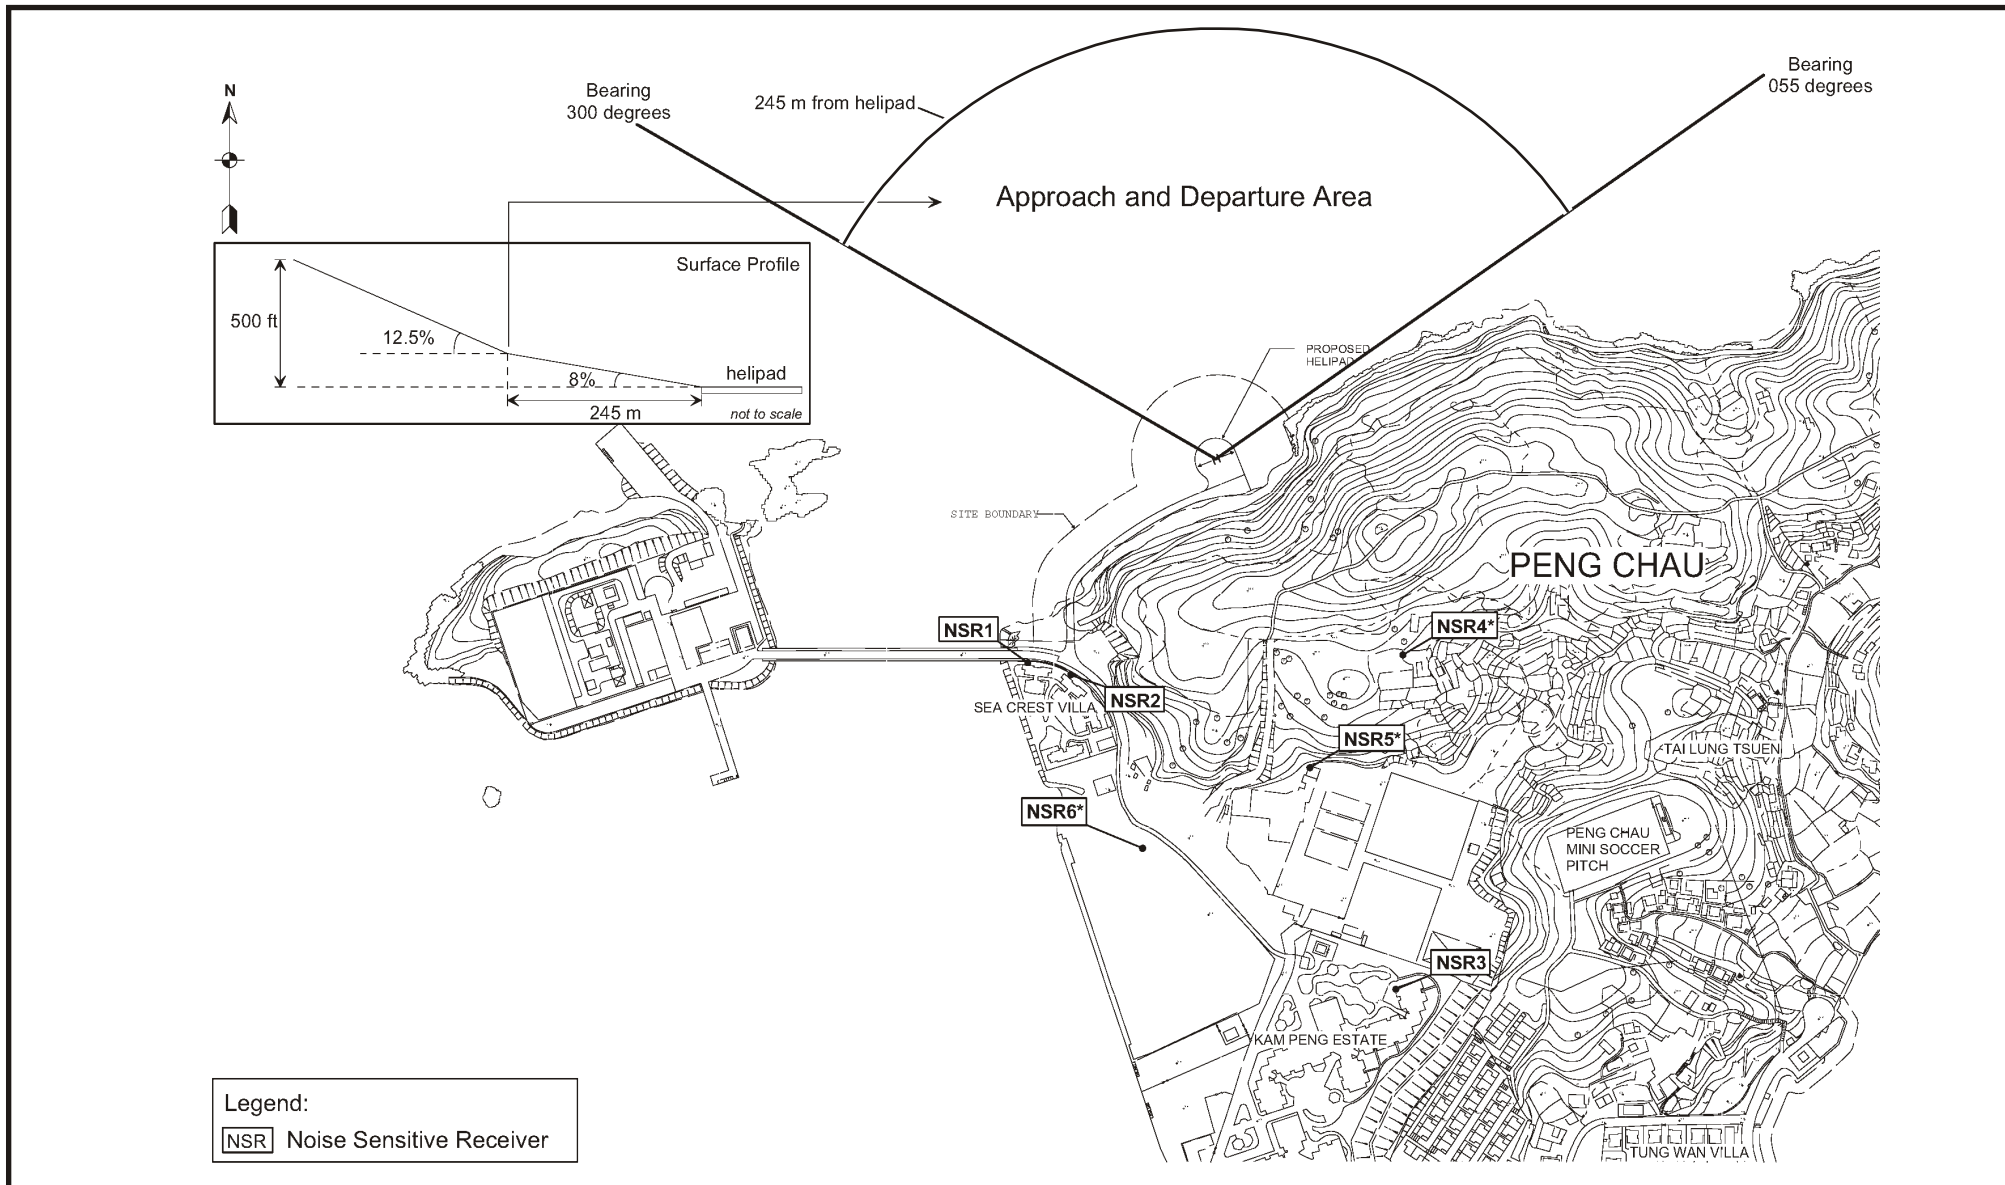 Bearing
300 degrees
245 m from helipad
Bearing
055 degrees
N
Approach and Departure Area
Surface Profile
500 ft
12.5%
8%
helipad
245 m
not to scale
PROPOSED
HELIPAD
H
SITE BOUNDARY
PENG CHAU
NSR1
NSR4*
NSR2
SEA CREST VILLA
NSR5*
TAI LUNG TSUEN
NSR6*
PENG CHAU
MINI SOCCER
PITCH
NSR3
KAM PENG ESTATE
Legend:
NSR Noise Sensitive Receiver
TUNG WAN VILLA